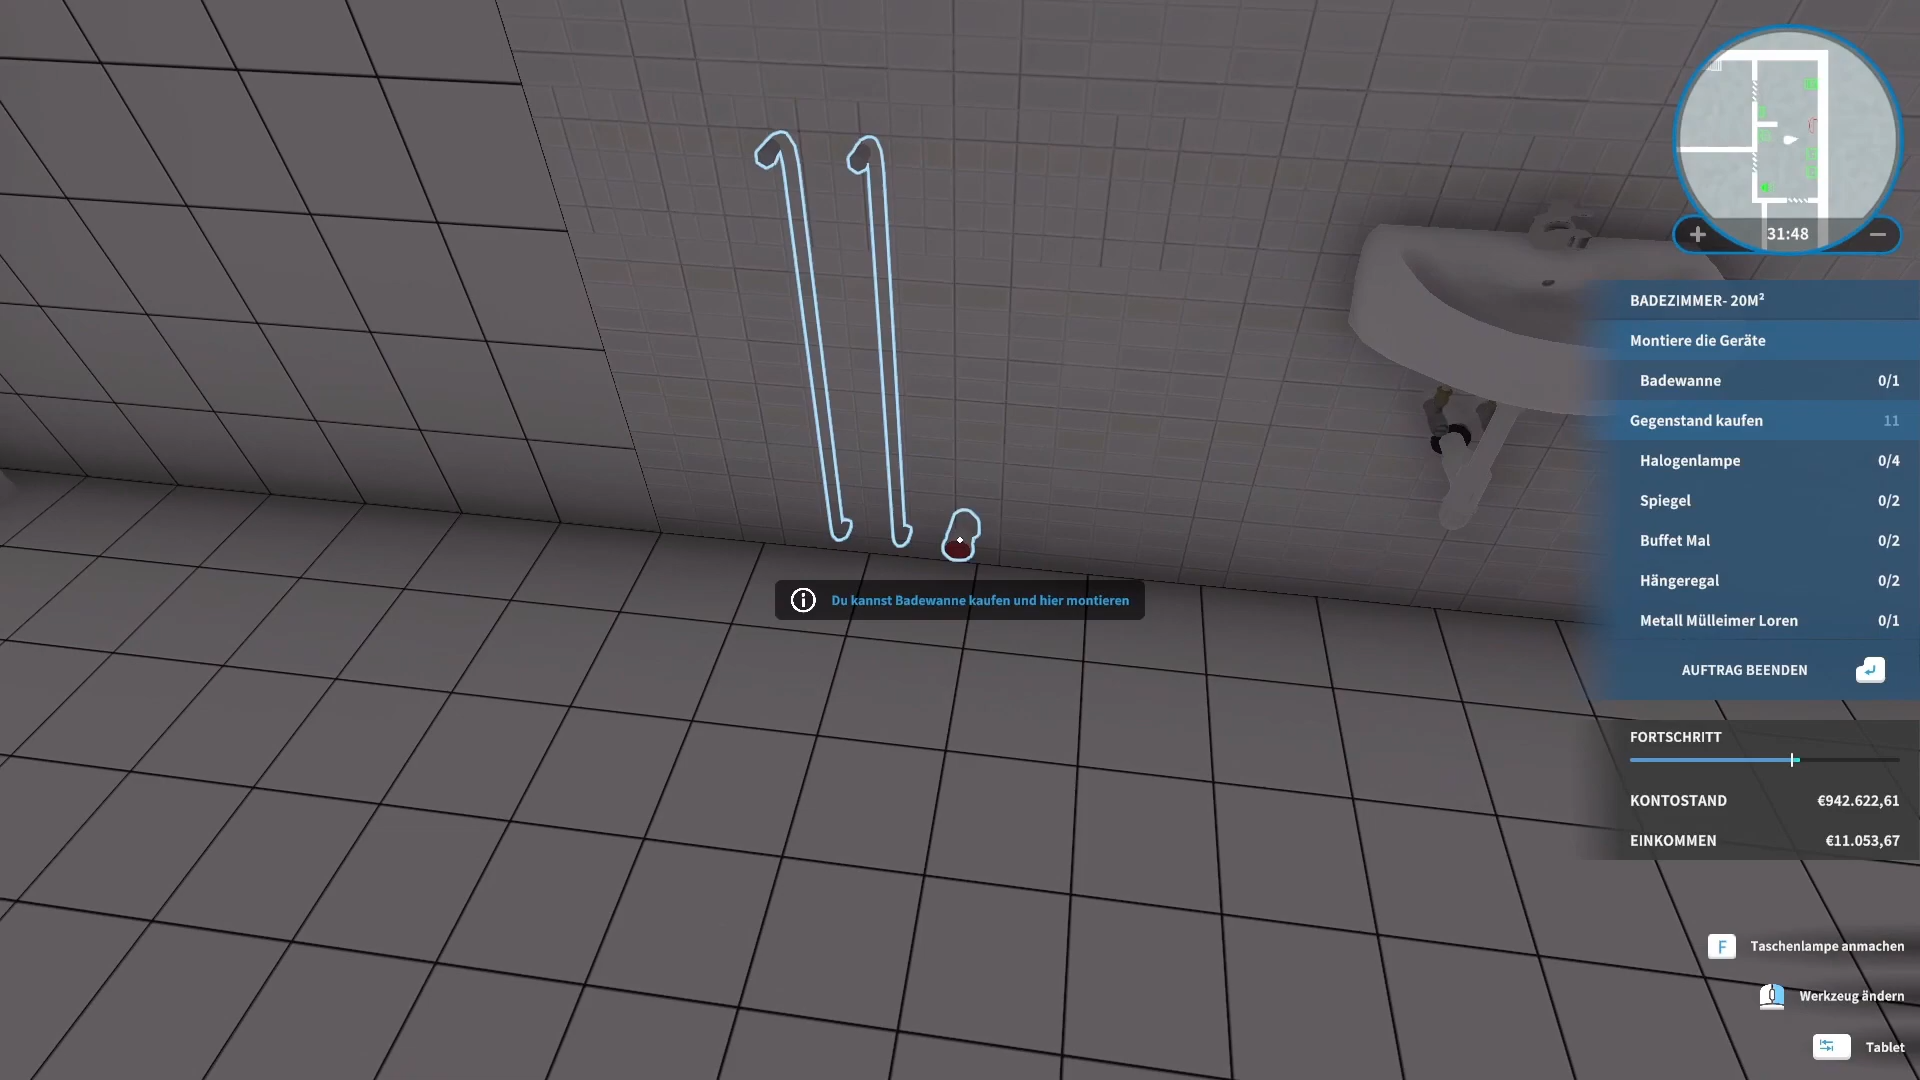 31:48
BADEZIMMER- 20M²
Montiere die Geräte
Badewanne 0/1
Gegenstand kaufen 11
Halogenlampe 0/4
Spiegel 0/2
Buffet Mal 0/2
Hängeregal 0/2
Metall Mülleimer Loren 0/1
AUFTRAG BEENDEN
Du kannst Badewanne kaufen und hier montieren
FORTSCHRITT
KONTOSTAND €942.622,61
EINKOMMEN €11.053,67
F Taschenlampe anmachen
Werkzeug ändern
Tablet